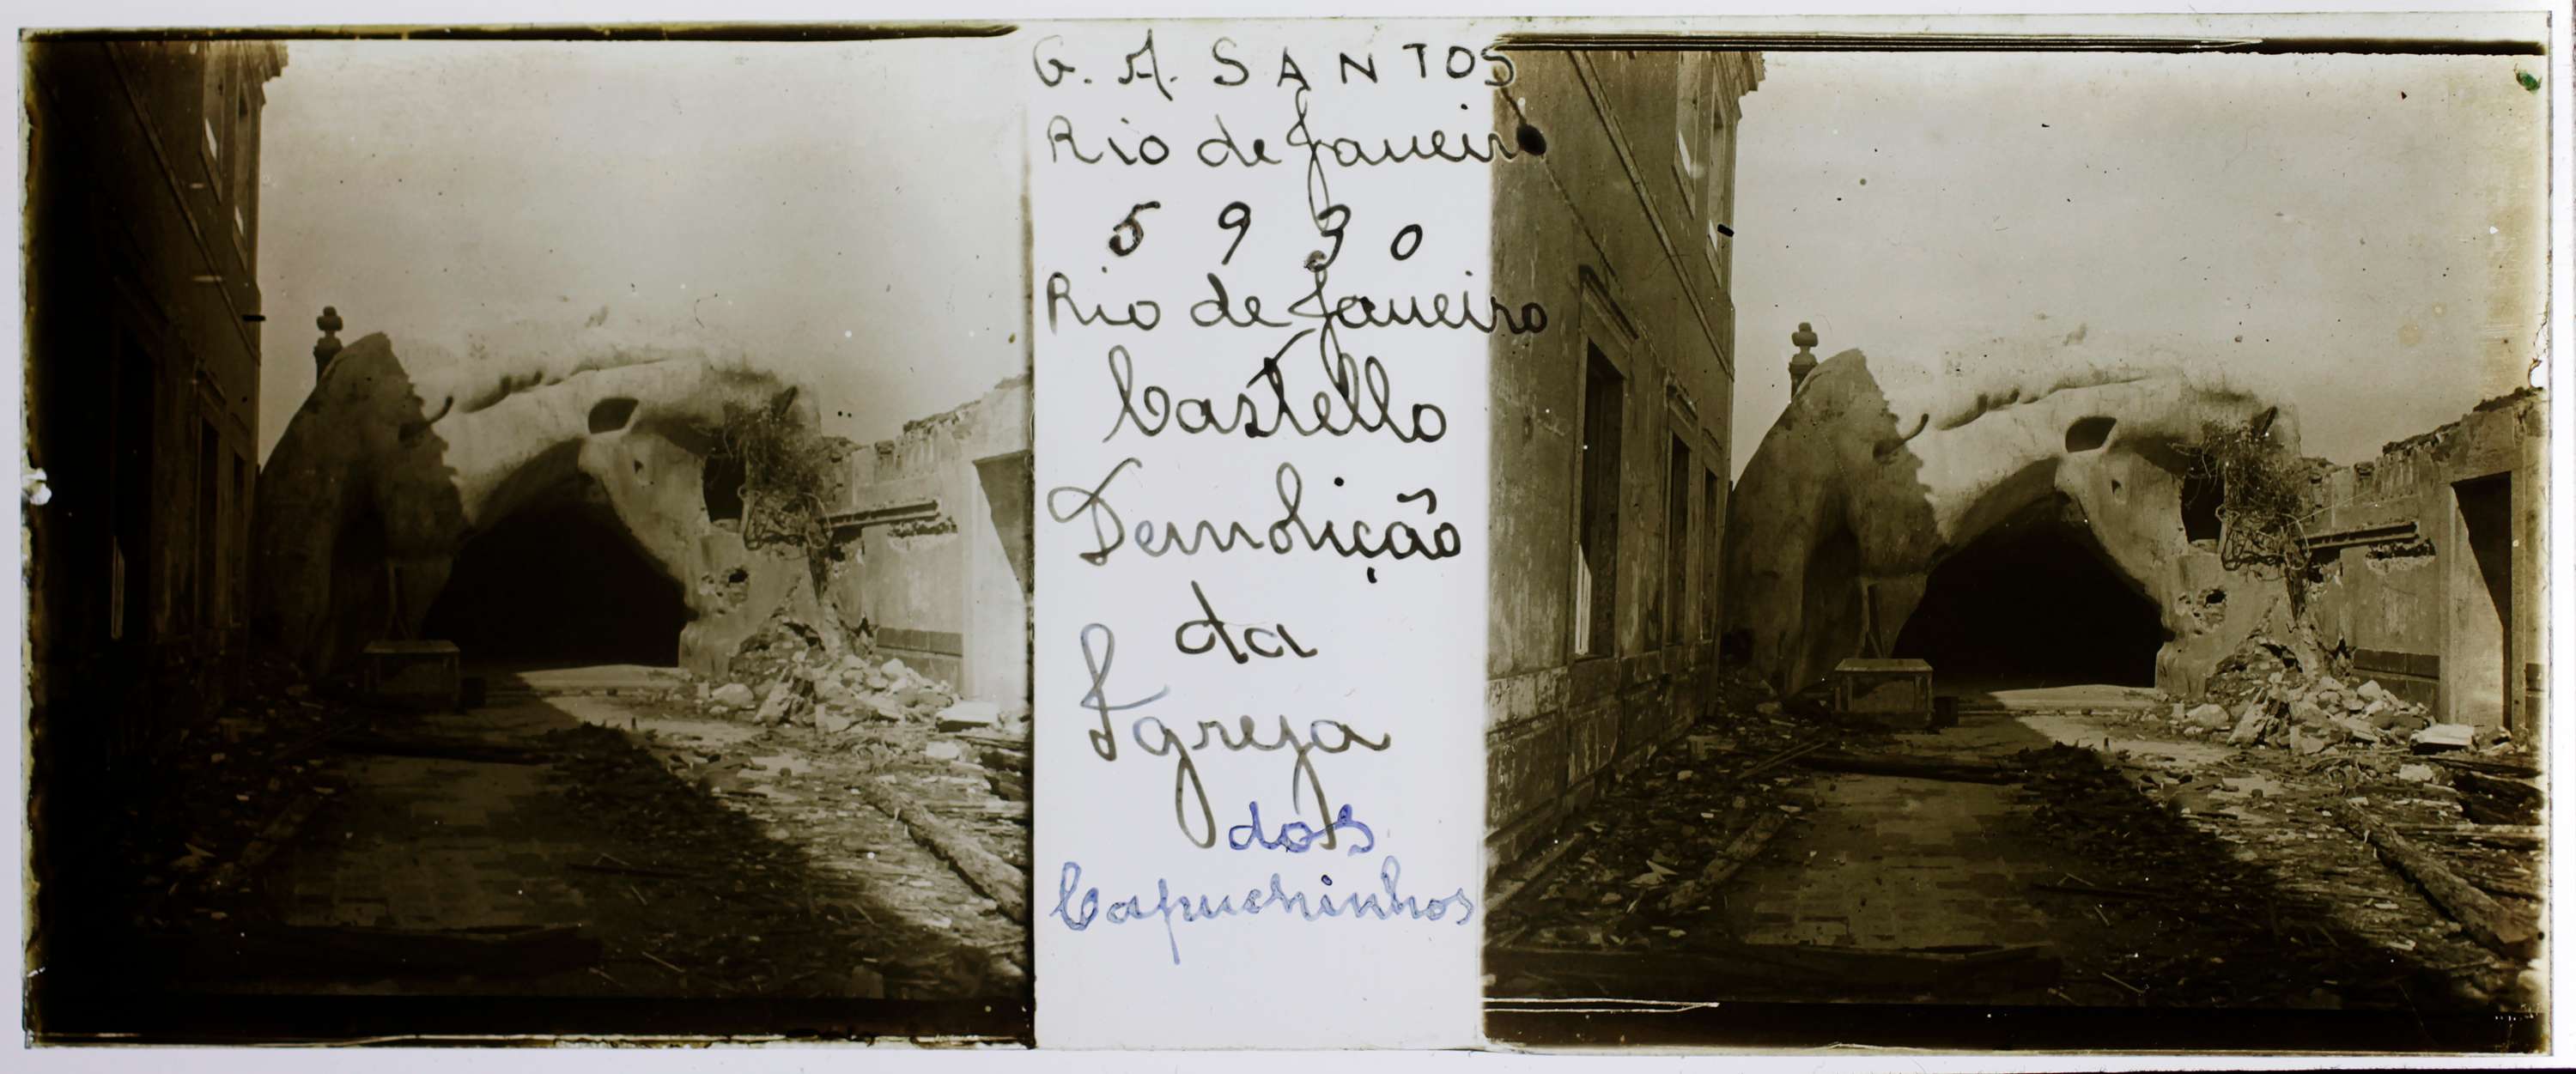 G. A. SANTOS
Rio de Janeiro
5930
Rio de Janeiro
Castello
Demolição
da
Igreja
dos
Capuchinhos